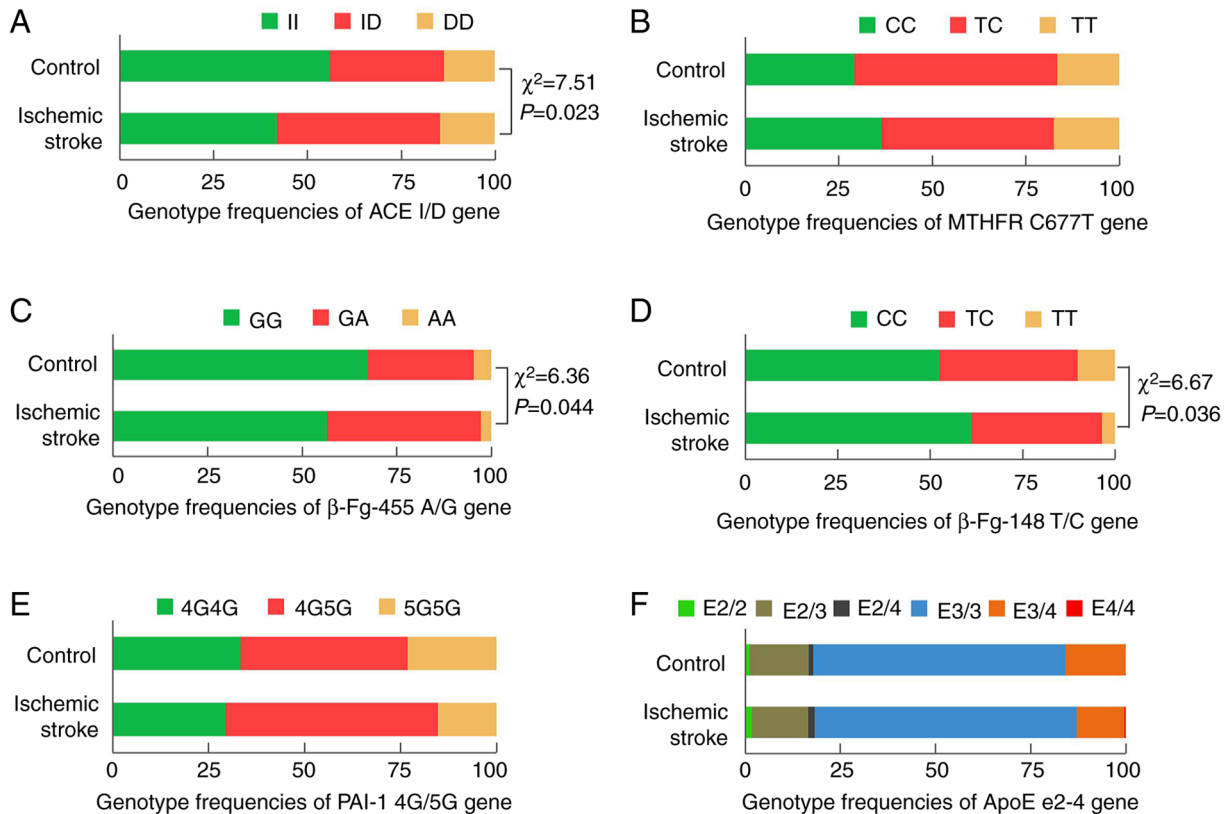 A
II ID DD
Control
Ischemic
stroke
χ²=7.51
P=0.023
0 25 50 75 100
Genotype frequencies of ACE I/D gene
B
CC TC TT
Control
Ischemic
stroke
0 25 50 75 100
Genotype frequencies of MTHFR C677T gene
C
GG GA AA
Control
Ischemic
stroke
χ²=6.36
P=0.044
0 25 50 75 100
Genotype frequencies of β-Fg-455 A/G gene
D
CC TC TT
Control
Ischemic
stroke
χ²=6.67
P=0.036
0 25 50 75 100
Genotype frequencies of β-Fg-148 T/C gene
E
4G4G 4G5G 5G5G
Control
Ischemic
stroke
0 25 50 75 100
Genotype frequencies of PAI-1 4G/5G gene
F
E2/2 E2/3 E2/4 E3/3 E3/4 E4/4
Control
Ischemic
stroke
0 25 50 75 100
Genotype frequencies of ApoE e2-4 gene